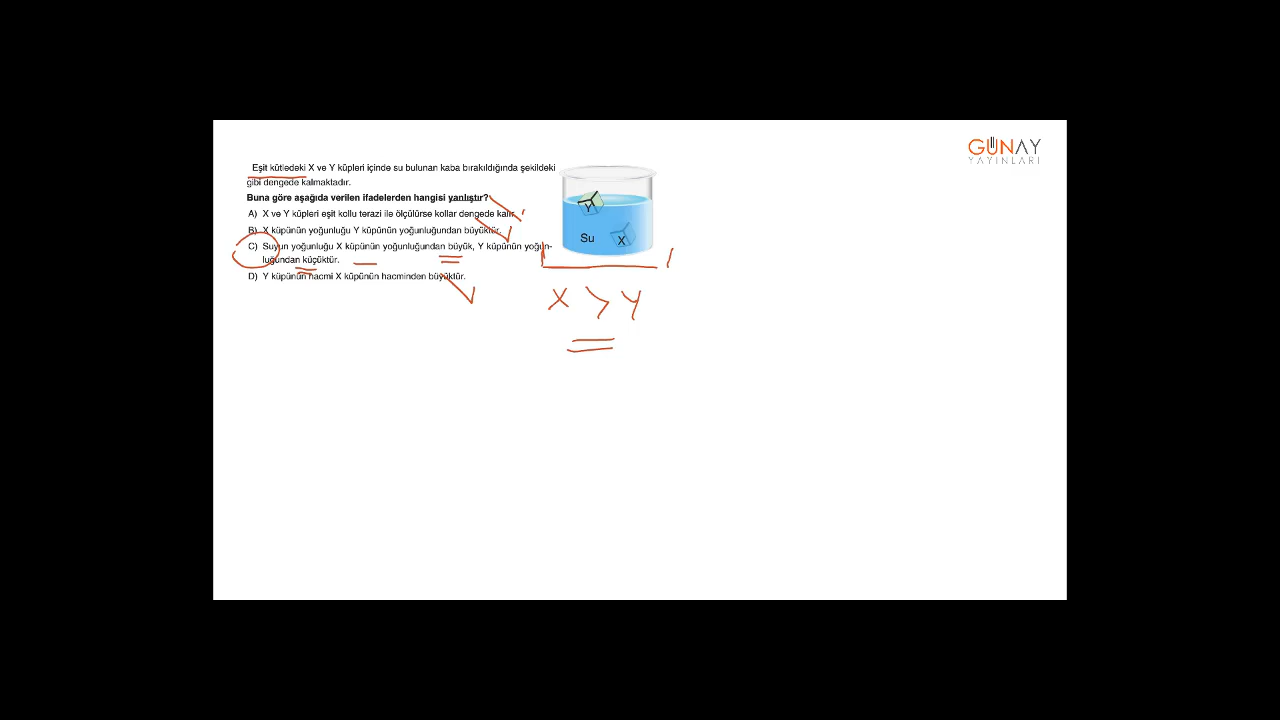 GÜNAY
YAYINLARI
Eşit kütledeki X ve Y küpleri içinde su bulunan kaba bırakıldığında şekildeki
gibi dengede kalmaktadır.
Buna göre aşağıda verilen ifadelerden hangisi yanlıştır?
A) X ve Y küpleri eşit kollu terazi ile ölçülürse kollar dengede kalır.
B) X küpünün yoğunluğu Y küpünün yoğunluğundan büyüktür.
C) Suyun yoğunluğu X küpünün yoğunluğundan büyük, Y küpünün yoğun-
luğundan küçüktür.
D) Y küpünün hacmi X küpünün hacminden büyüktür.
Y
Su X
X > Y